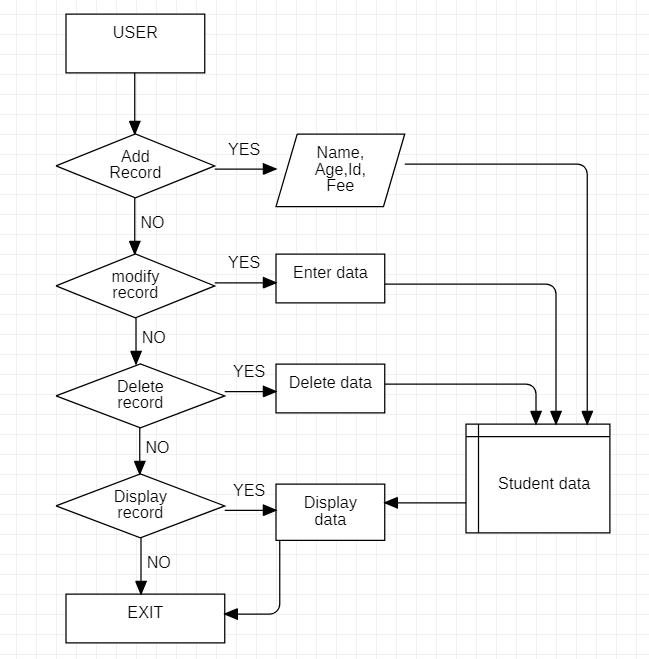 USER
Add
Record
YES
Name,
Age,Id,
Fee
NO
modify
record
YES
Enter data
NO
Delete
record
YES
Delete data
NO
Display
record
YES
Display
data
Student data
NO
EXIT